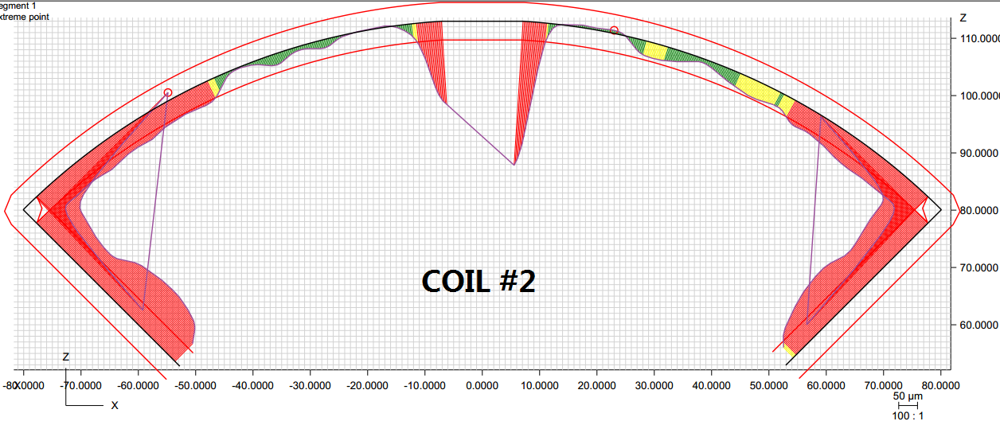 egment 1
xtreme point
Z
110.0000
100.0000
90.0000
80.0000
70.0000
60.0000
COIL #2
Z
X
-80.0000 -70.0000 -60.0000 -50.0000 -40.0000 -30.0000 -20.0000 -10.0000 0.0000 10.0000 20.0000 30.0000 40.0000 50.0000 60.0000 70.0000 80.0000
X
50 µm
100 : 1